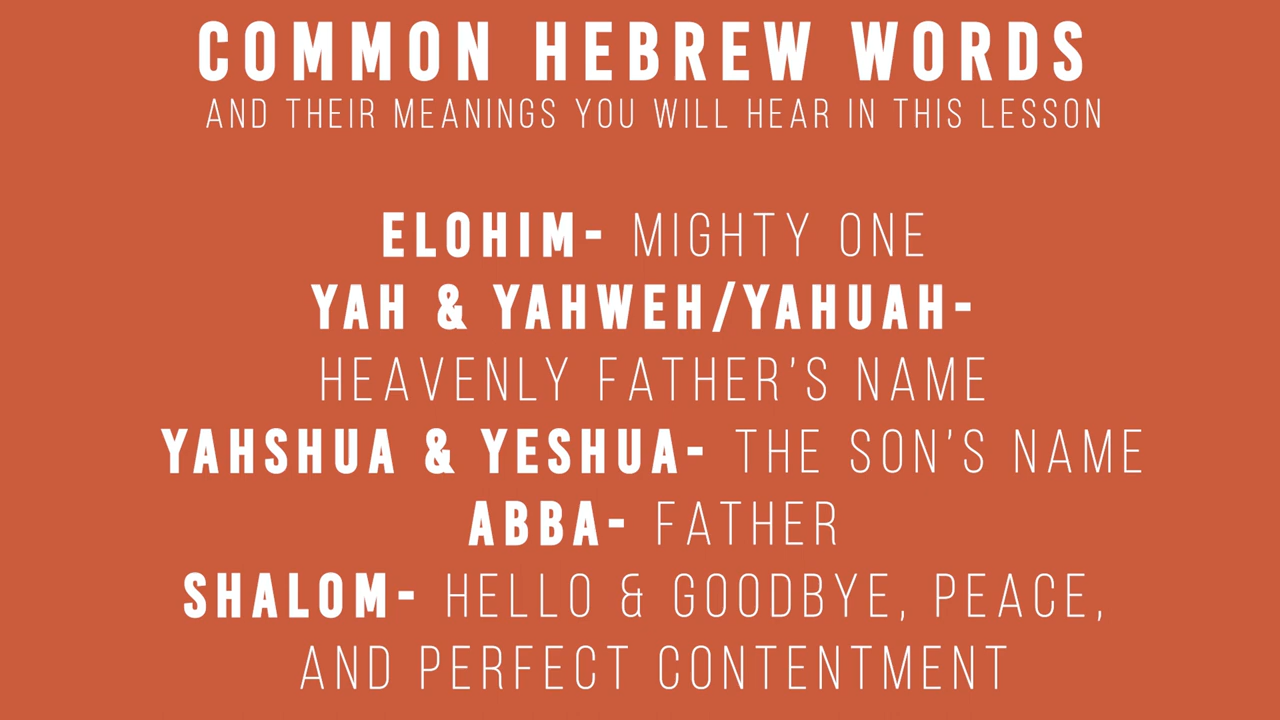 COMMON HEBREW WORDS
AND THEIR MEANINGS YOU WILL HEAR IN THIS LESSON
ELOHIM- MIGHTY ONE
YAH & YAHWEH/YAHUAH-
HEAVENLY FATHER'S NAME
YAHSHUA & YESHUA- THE SON'S NAME
ABBA- FATHER
SHALOM- HELLO & GOODBYE, PEACE,
AND PERFECT CONTENTMENT